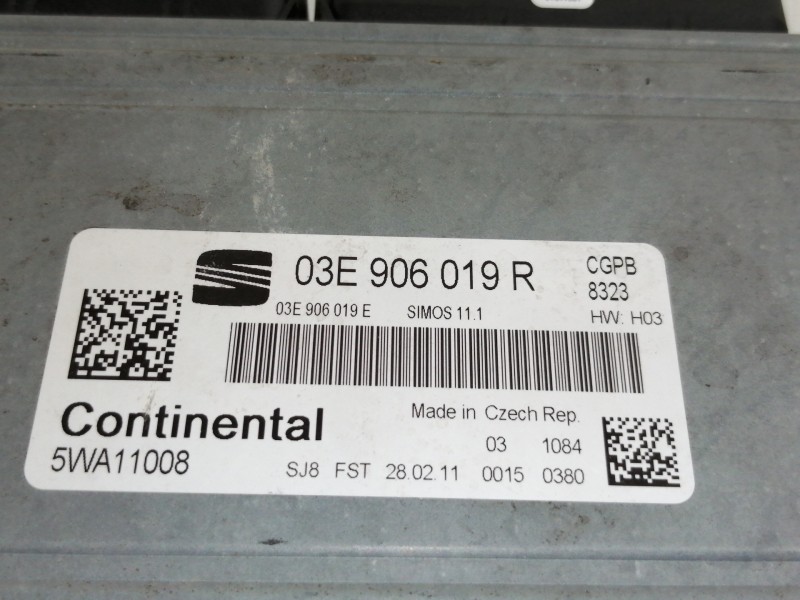 03E 906 019 R
CGPB
8323
03E 906 019 E SIMOS 11.1
HW: H03
Continental
Made in Czech Rep.
5WA11008
03 1084
SJ8 FST 28.02.11 0015 0380